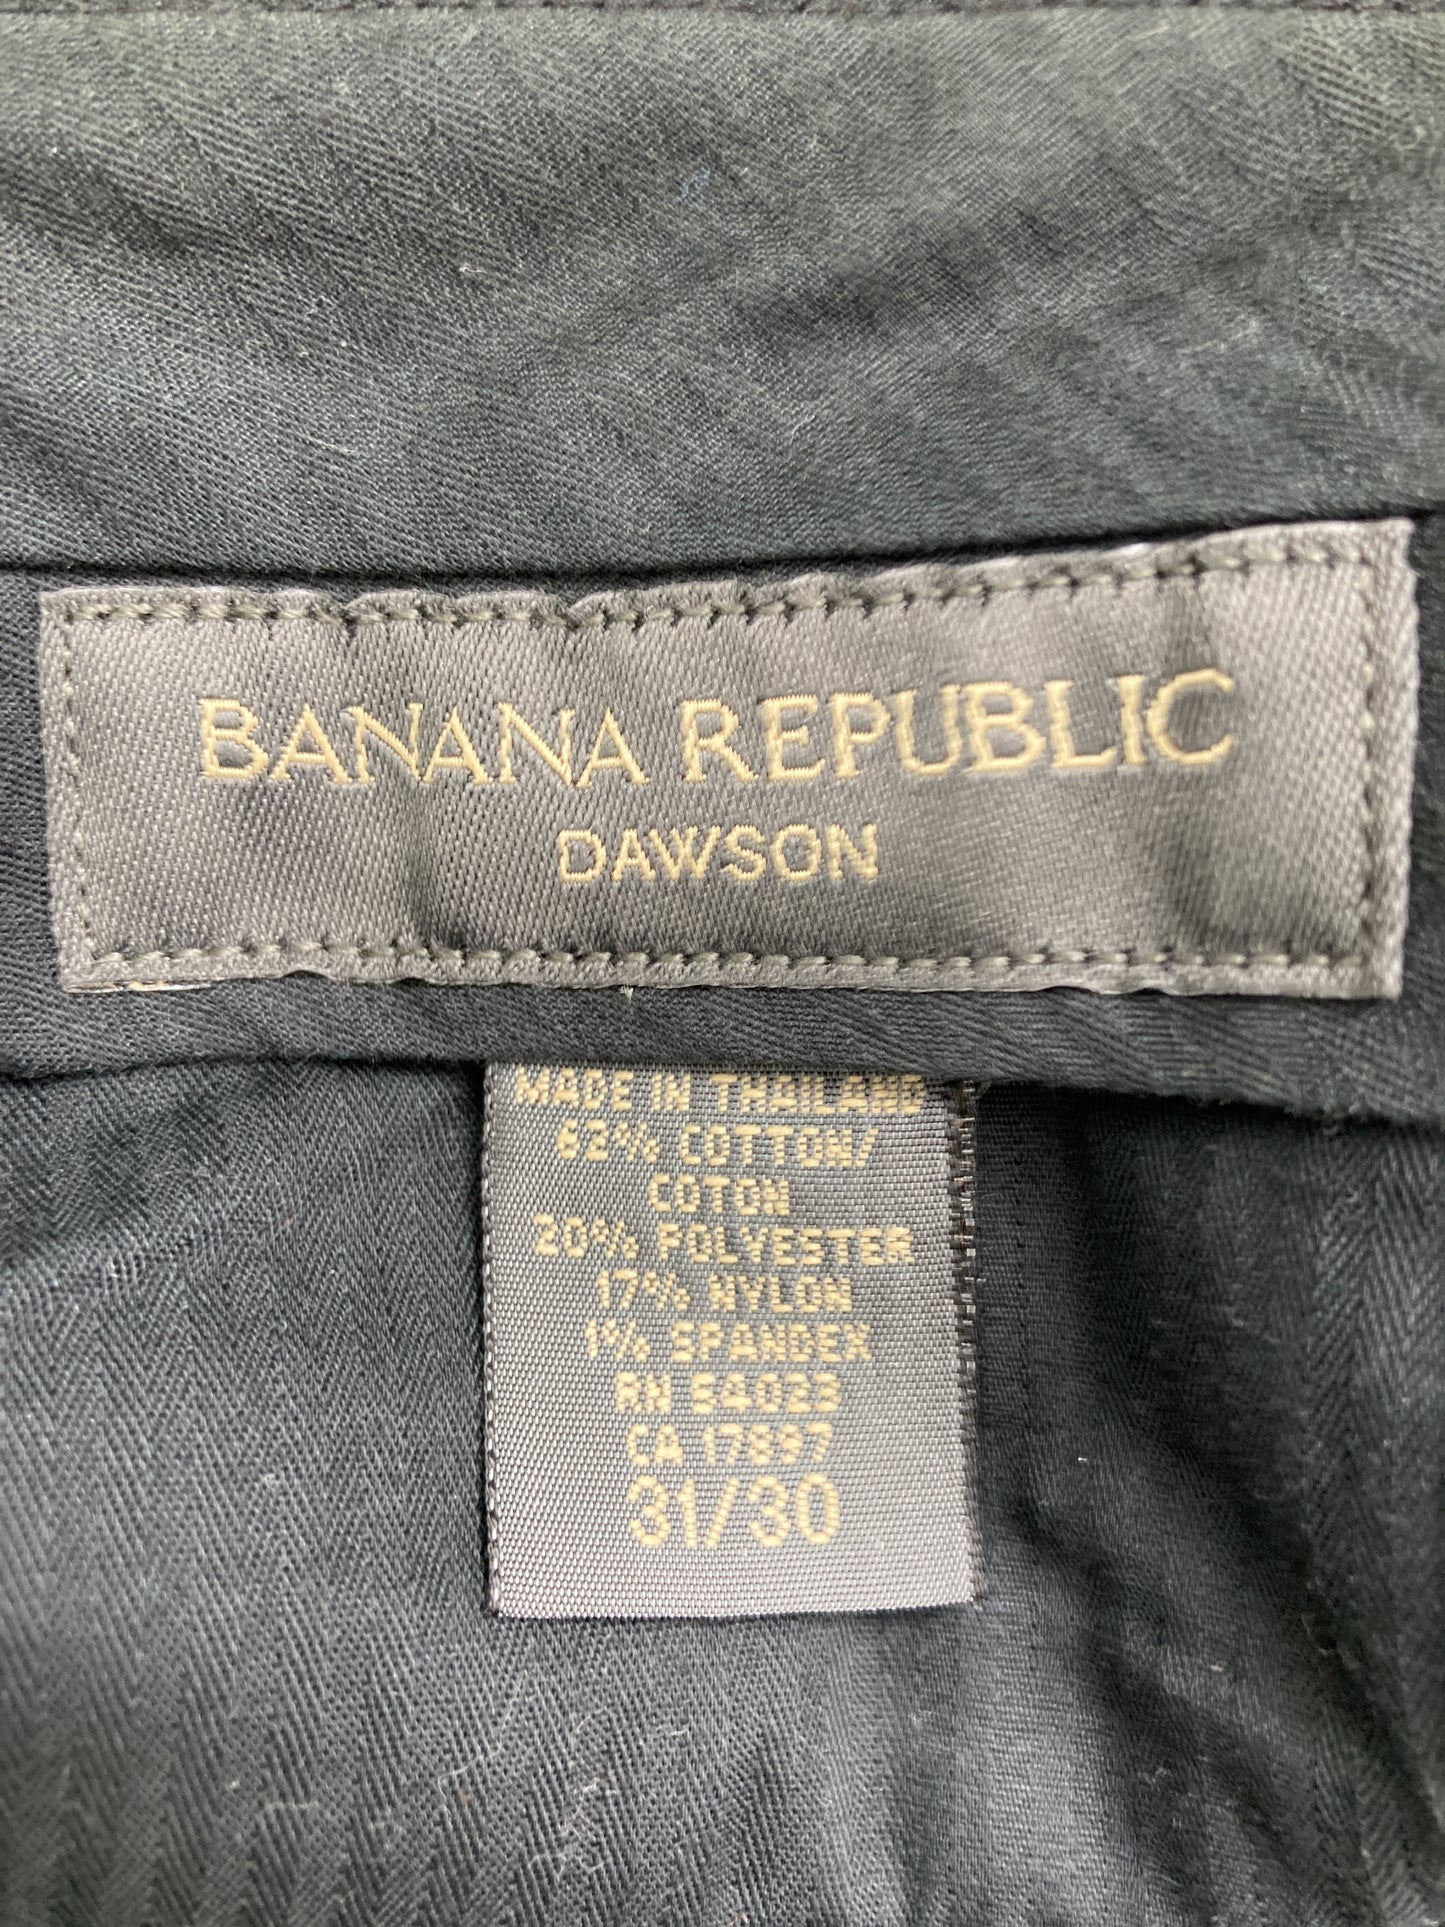 BANANA REPUBLIC
DAWSON
MADE IN THAILAND
62% COTTON/
COTON
20% POLYESTER
17% NYLON
1% SPANDEX
RN 54023
CA 17897
31/30